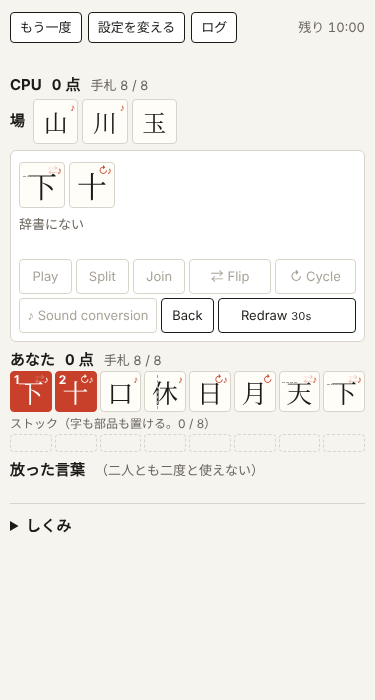 もう一度 設定を変える ログ 残り 10:00
CPU 0 点 手札 8 / 8
場 山♪ 川♪ 玉
下⇄♪ 十↻♪
辞書にない
Play Split Join ⇄ Flip ↻ Cycle
♪ Sound conversion Back Redraw 30s
あなた 0 点 手札 8 / 8
1 下⇄♪ 2 十↻♪ 口♪ 休♪ 日↻♪ 月↻ 天⇄♪ 下⇄♪
ストック（字も部品も置ける。0 / 8）
放った言葉 （二人とも二度と使えない）
▶ しくみ